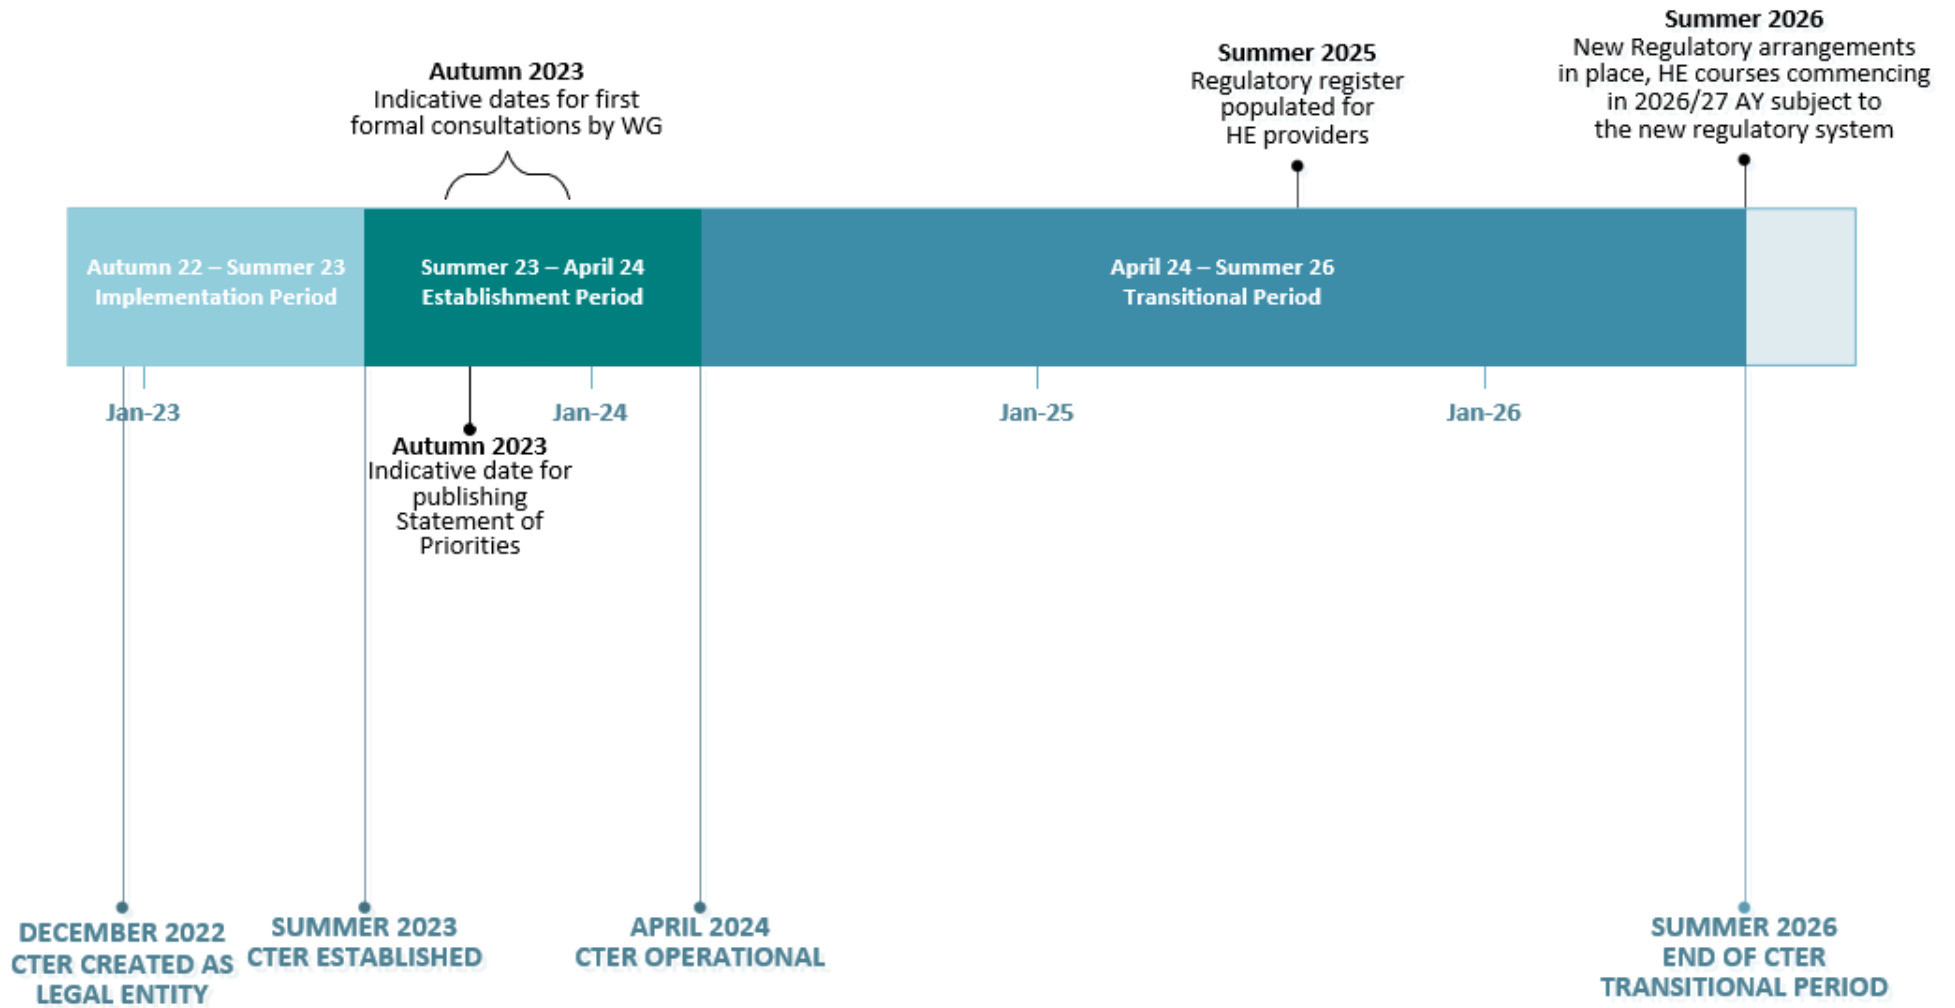 Summer 2026
New Regulatory arrangements
in place, HE courses commencing
in 2026/27 AY subject to
the new regulatory system
Summer 2025
Regulatory register
populated for
HE providers
Autumn 2023
Indicative dates for first
formal consultations by WG
Autumn 22 – Summer 23
Implementation Period
Summer 23 – April 24
Establishment Period
April 24 – Summer 26
Transitional Period
Jan-23
Jan-24
Jan-25
Jan-26
Autumn 2023
Indicative date for
publishing
Statement of
Priorities
DECEMBER 2022
CTER CREATED AS
LEGAL ENTITY
SUMMER 2023
CTER ESTABLISHED
APRIL 2024
CTER OPERATIONAL
SUMMER 2026
END OF CTER
TRANSITIONAL PERIOD